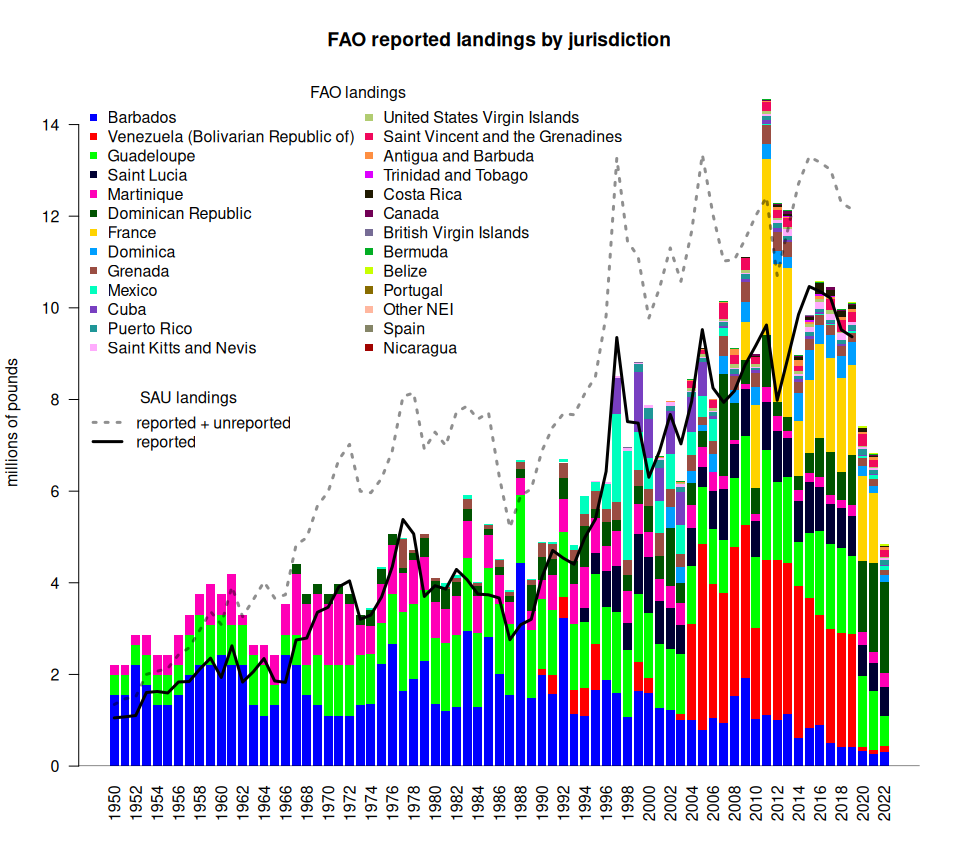 FAO reported landings by jurisdiction
FAO landings
Barbados
Venezuela (Bolivarian Republic of)
Guadeloupe
Saint Lucia
Martinique
Dominican Republic
France
Dominica
Grenada
Mexico
Cuba
Puerto Rico
Saint Kitts and Nevis
United States Virgin Islands
Saint Vincent and the Grenadines
Antigua and Barbuda
Trinidad and Tobago
Costa Rica
Canada
British Virgin Islands
Bermuda
Belize
Portugal
Other NEI
Spain
Nicaragua
SAU landings
reported + unreported
reported
millions of pounds
14
12
10
8
6
4
2
0
1950
1952
1954
1956
1958
1960
1962
1964
1966
1968
1970
1972
1974
1976
1978
1980
1982
1984
1986
1988
1990
1992
1994
1996
1998
2000
2002
2004
2006
2008
2010
2012
2014
2016
2018
2020
2022